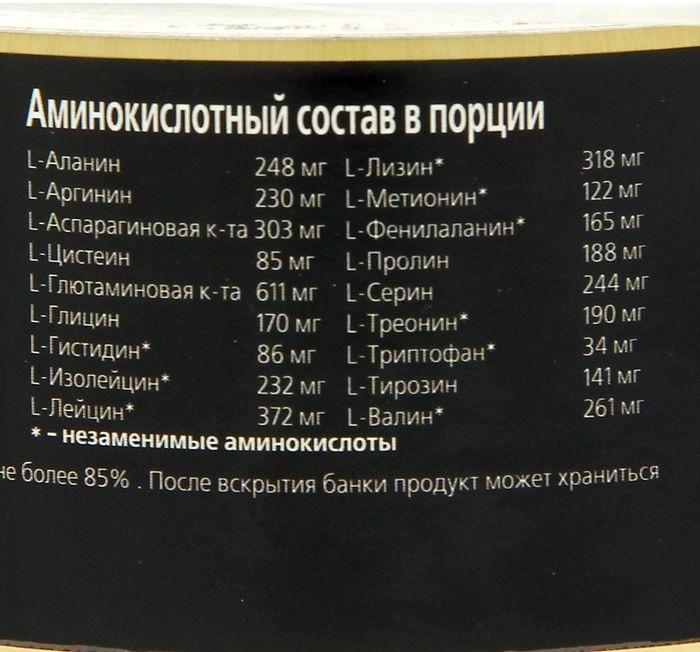 Аминокислотный состав в порции
L-Аланин 248 мг L-Лизин* 318 мг
L-Аргинин 230 мг L-Метионин* 122 мг
L-Аспарагиновая к-та 303 мг L-Фенилаланин* 165 мг
L-Цистеин 85 мг L-Пролин 188 мг
L-Глютаминовая к-та 611 мг L-Серин 244 мг
L-Глицин 170 мг L-Треонин* 190 мг
L-Гистидин* 86 мг L-Триптофан* 34 мг
L-Изолейцин* 232 мг L-Тирозин 141 мг
L-Лейцин* 372 мг L-Валин* 261 мг
* – незаменимые аминокислоты
не более 85% . После вскрытия банки продукт может храниться